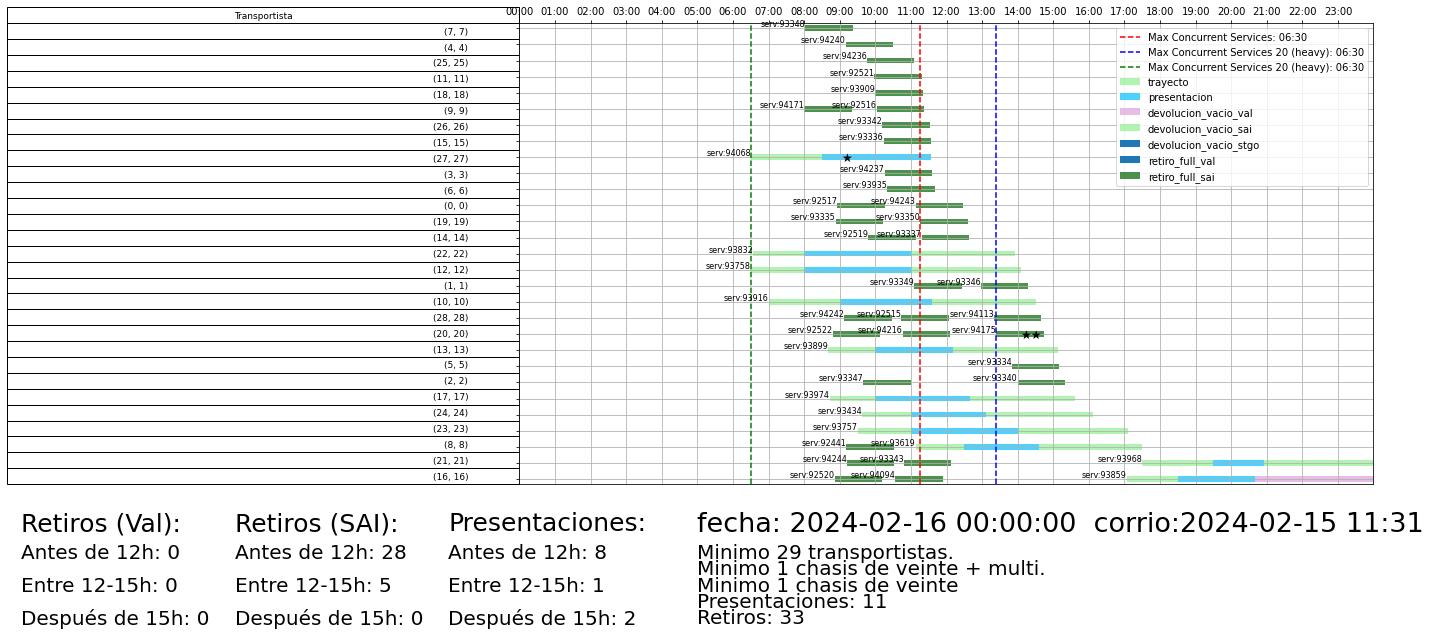 Transportista
00:00 01:00 02:00 03:00 04:00 05:00 06:00 07:00 08:00 09:00 10:00 11:00 12:00 13:00 14:00 15:00 16:00 17:00 18:00 19:00 20:00 21:00 22:00 23:00
(7, 7) serv:93348
(4, 4) serv:94240
(25, 25) serv:94236
(11, 11) serv:92521
(18, 18) serv:93909
(9, 9) serv:94171 serv:92516
(26, 26) serv:93342
(15, 15) serv:93336
(27, 27) serv:94068
(3, 3) serv:94237
(6, 6) serv:93935
(0, 0) serv:92517 serv:94243
(19, 19) serv:93335 serv:93350
(14, 14) serv:92519 serv:93337
(22, 22) serv:93832
(12, 12) serv:93758
(1, 1) serv:93349 serv:93346
(10, 10) serv:93916
(28, 28) serv:94242 serv:92515 serv:94113
(20, 20) serv:92522 serv:94216 serv:94175
(13, 13) serv:93899
(5, 5) serv:93334
(2, 2) serv:93347 serv:93340
(17, 17) serv:93974
(24, 24) serv:93434
(23, 23) serv:93757
(8, 8) serv:92441 serv:93619
(21, 21) serv:94244 serv:93343 serv:93968
(16, 16) serv:92520 serv:94094 serv:93859
Max Concurrent Services: 06:30
Max Concurrent Services 20 (heavy): 06:30
Max Concurrent Services 20 (heavy): 06:30
trayecto
presentacion
devolucion_vacio_val
devolucion_vacio_sai
devolucion_vacio_stgo
retiro_full_val
retiro_full_sai
Retiros (Val):
Antes de 12h: 0
Entre 12-15h: 0
Después de 15h: 0
Retiros (SAI):
Antes de 12h: 28
Entre 12-15h: 5
Después de 15h: 0
Presentaciones:
Antes de 12h: 8
Entre 12-15h: 1
Después de 15h: 2
fecha: 2024-02-16 00:00:00 corrio:2024-02-15 11:31
Minimo 29 transportistas.
Minimo 1 chasis de veinte + multi.
Minimo 1 chasis de veinte
Presentaciones: 11
Retiros: 33